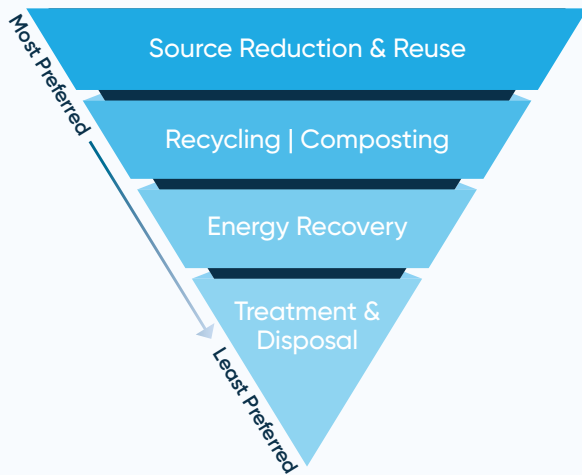 Most Preferred
Source Reduction & Reuse
Recycling | Composting
Energy Recovery
Treatment &
Disposal
Least Preferred